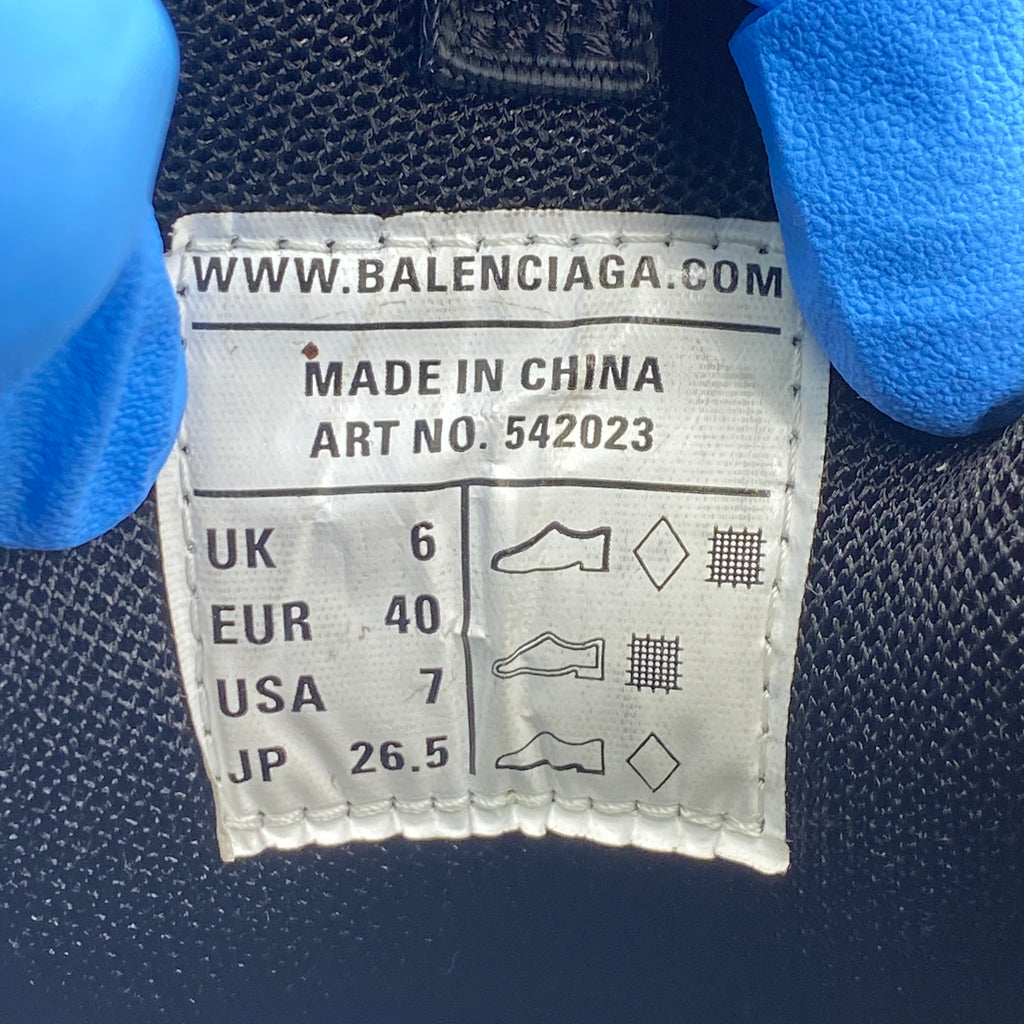 WWW.BALENCIAGA.COM
MADE IN CHINA
ART NO. 542023
UK 6
EUR 40
USA 7
JP 26.5